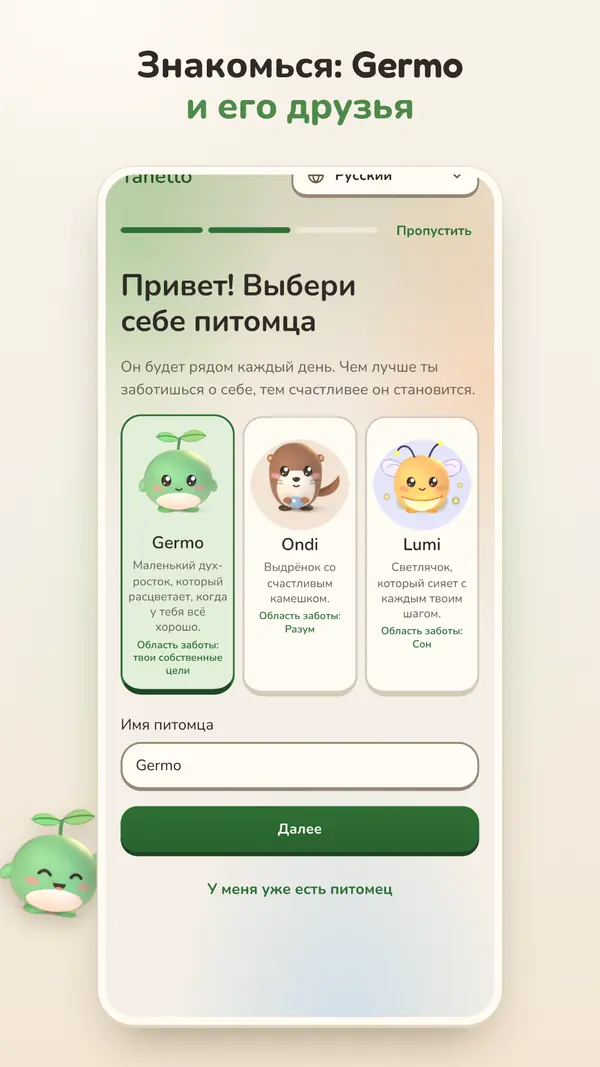 Знакомься: Germo
и его друзья
Tanetto
Русский
Пропустить
Привет! Выбери
себе питомца
Он будет рядом каждый день. Чем лучше ты
заботишься о себе, тем счастливее он становится.
Germo
Маленький дух-
росток, который
расцветает, когда
у тебя всё
хорошо.
Область заботы:
твои собственные
цели
Ondi
Выдрёнок со
счастливым
камешком.
Область заботы:
Разум
Lumi
Светлячок,
который сияет с
каждым твоим
шагом.
Область заботы:
Сон
Имя питомца
Germo
Далее
У меня уже есть питомец